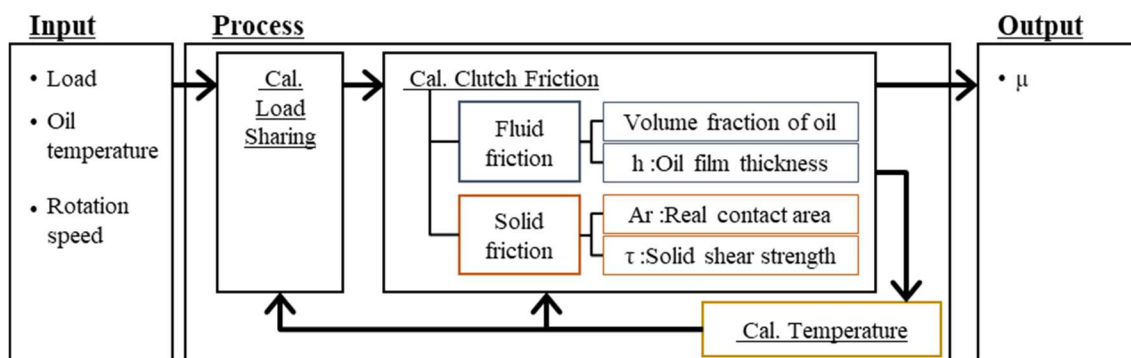 Input
• Load
• Oil
temperature
• Rotation
speed
Process
Cal.
Load
Sharing
Cal. Clutch Friction
Fluid
friction
Volume fraction of oil
h :Oil film thickness
Solid
friction
Ar :Real contact area
τ :Solid shear strength
Cal. Temperature
Output
• μ